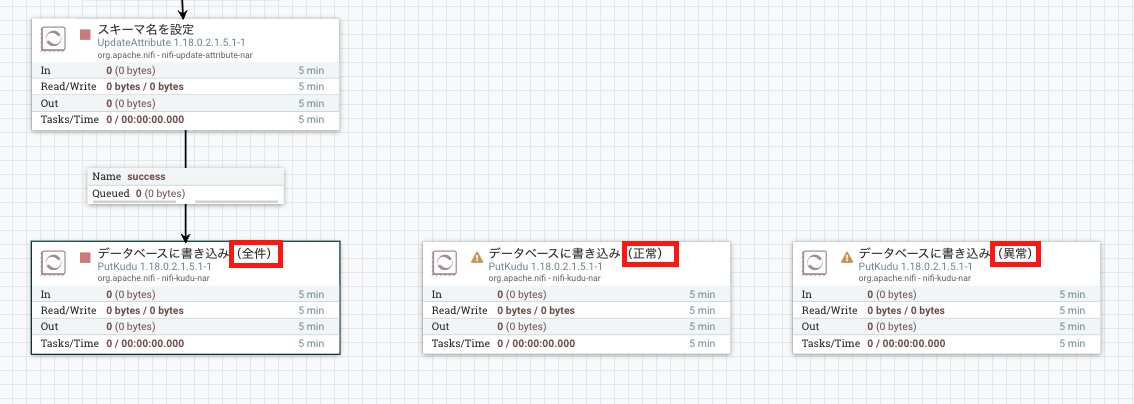 スキーマ名を設定
UpdateAttribute 1.18.0.2.1.5.1-1
org.apache.nifi - nifi-update-attribute-nar
In 0 (0 bytes) 5 min
Read/Write 0 bytes / 0 bytes 5 min
Out 0 (0 bytes) 5 min
Tasks/Time 0 / 00:00:00.000 5 min
Name success
Queued 0 (0 bytes)
データベースに書き込み（全件）
PutKudu 1.18.0.2.1.5.1-1
org.apache.nifi - nifi-kudu-nar
In 0 (0 bytes) 5 min
Read/Write 0 bytes / 0 bytes 5 min
Out 0 (0 bytes) 5 min
Tasks/Time 0 / 00:00:00.000 5 min
データベースに書き込み（正常）
PutKudu 1.18.0.2.1.5.1-1
org.apache.nifi - nifi-kudu-nar
In 0 (0 bytes) 5 min
Read/Write 0 bytes / 0 bytes 5 min
Out 0 (0 bytes) 5 min
Tasks/Time 0 / 00:00:00.000 5 min
データベースに書き込み（異常）
PutKudu 1.18.0.2.1.5.1-1
org.apache.nifi - nifi-kudu-nar
In 0 (0 bytes) 5 min
Read/Write 0 bytes / 0 bytes 5 min
Out 0 (0 bytes) 5 min
Tasks/Time 0 / 00:00:00.000 5 min